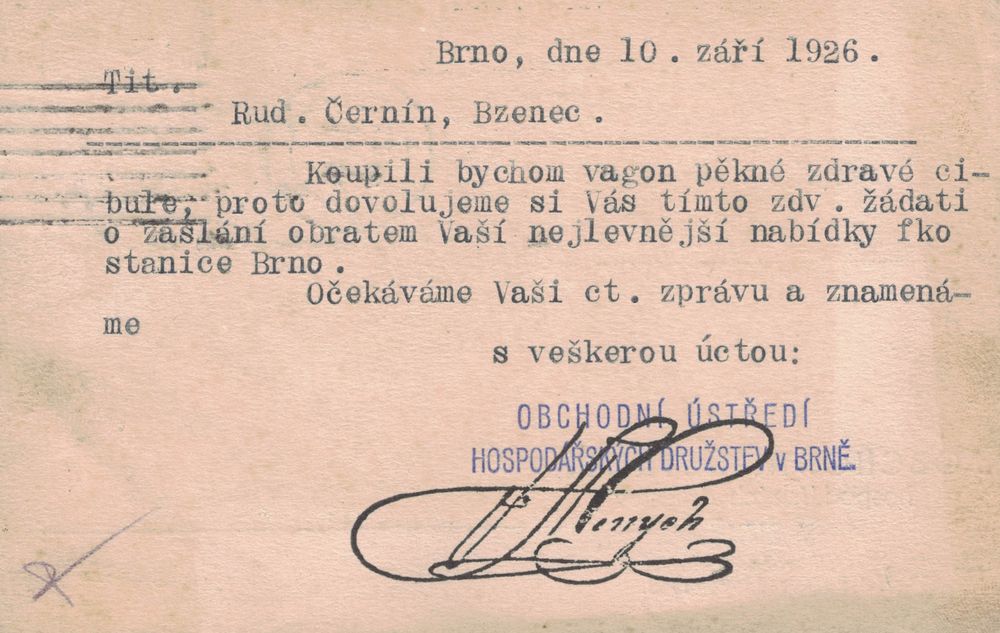 Brno, dne 10. září 1926.
Tit.
Rud. Černín, Bzenec.
Koupili bychom vagon pěkné zdravé ci-
bule, proto dovolujeme si Vás tímto zdv. žádati
o zaslání obratem Vaší nejlevnější nabídky fko
stanice Brno.
Očekáváme Vaši ct. zprávu a znamená-
me
s veškerou úctou:
OBCHODNÍ ÚSTŘEDÍ
HOSPODAŘSKÝCH DRUŽSTEV v BRNĚ.